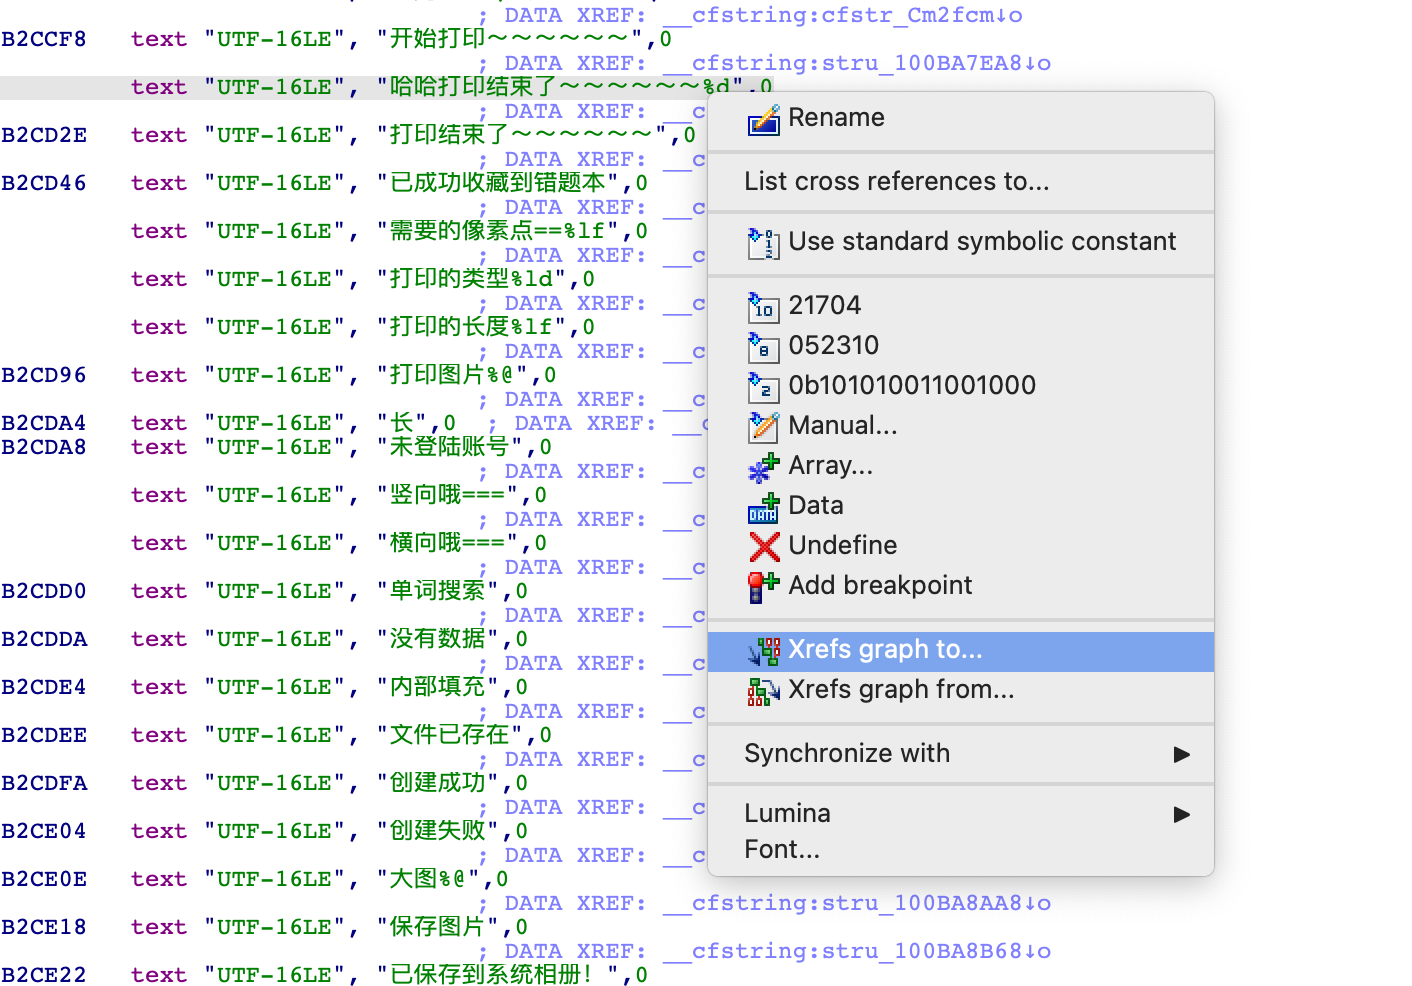 ; DATA XREF: __cfstring:cfstr_Cm2fcm↓o
B2CCF8 text "UTF-16LE", "开始打印~~~~~~",0
; DATA XREF: __cfstring:stru_100BA7EA8↓o
text "UTF-16LE", "哈哈打印结束了~~~~~~%d",0
; DATA XREF: __c
B2CD2E text "UTF-16LE", "打印结束了~~~~~~",0
; DATA XREF: __c
B2CD46 text "UTF-16LE", "已成功收藏到错题本",0
; DATA XREF: __c
text "UTF-16LE", "需要的像素点==%lf",0
; DATA XREF: __c
text "UTF-16LE", "打印的类型%ld",0
; DATA XREF: __c
text "UTF-16LE", "打印的长度%lf",0
; DATA XREF: __c
B2CD96 text "UTF-16LE", "打印图片%@",0
; DATA XREF: __c
B2CDA4 text "UTF-16LE", "长",0 ; DATA XREF: __c
B2CDA8 text "UTF-16LE", "未登陆账号",0
; DATA XREF: __c
text "UTF-16LE", "竖向哦===",0
; DATA XREF: __c
text "UTF-16LE", "横向哦===",0
; DATA XREF: __c
B2CDD0 text "UTF-16LE", "单词搜索",0
; DATA XREF: __c
B2CDDA text "UTF-16LE", "没有数据",0
; DATA XREF: __c
B2CDE4 text "UTF-16LE", "内部填充",0
; DATA XREF: __c
B2CDEE text "UTF-16LE", "文件已存在",0
; DATA XREF: __c
B2CDFA text "UTF-16LE", "创建成功",0
; DATA XREF: __c
B2CE04 text "UTF-16LE", "创建失败",0
; DATA XREF: __c
B2CE0E text "UTF-16LE", "大图%@",0
; DATA XREF: __cfstring:stru_100BA8AA8↓o
B2CE18 text "UTF-16LE", "保存图片",0
; DATA XREF: __cfstring:stru_100BA8B68↓o
B2CE22 text "UTF-16LE", "已保存到系统相册！",0
Rename
List cross references to...
Use standard symbolic constant
21704
052310
0b101010011001000
Manual...
Array...
Data
Undefine
Add breakpoint
Xrefs graph to...
Xrefs graph from...
Synchronize with
Lumina
Font...